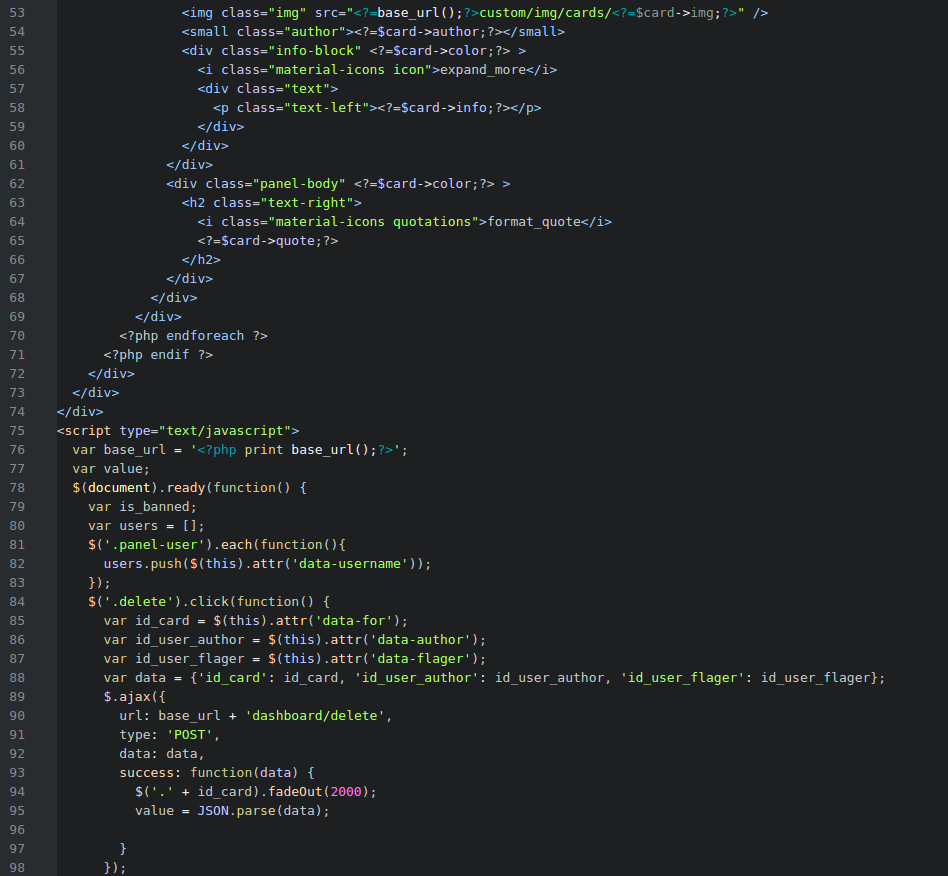 53                    <img class="img" src="<?=base_url();?>custom/img/cards/<?=$card->img;?>" />
54                    <small class="author"><?=$card->author;?></small>
55                    <div class="info-block" <?=$card->color;?> >
56                      <i class="material-icons icon">expand_more</i>
57                      <div class="text">
58                        <p class="text-left"><?=$card->info;?></p>
59                      </div>
60                    </div>
61                  </div>
62                  <div class="panel-body" <?=$card->color;?> >
63                    <h2 class="text-right">
64                      <i class="material-icons quotations">format_quote</i>
65                      <?=$card->quote;?>
66                    </h2>
67                  </div>
68                </div>
69              </div>
70            <?php endforeach ?>
71          <?php endif ?>
72        </div>
73      </div>
74    </div>
75    <script type="text/javascript">
76      var base_url = '<?php print base_url();?>';
77      var value;
78      $(document).ready(function() {
79        var is_banned;
80        var users = [];
81        $('.panel-user').each(function(){
82          users.push($(this).attr('data-username'));
83        });
84        $('.delete').click(function() {
85          var id_card = $(this).attr('data-for');
86          var id_user_author = $(this).attr('data-author');
87          var id_user_flager = $(this).attr('data-flager');
88          var data = {'id_card': id_card, 'id_user_author': id_user_author, 'id_user_flager': id_user_flager};
89          $.ajax({
90            url: base_url + 'dashboard/delete',
91            type: 'POST',
92            data: data,
93            success: function(data) {
94              $('.' + id_card).fadeOut(2000);
95              value = JSON.parse(data);
96
97            }
98          });